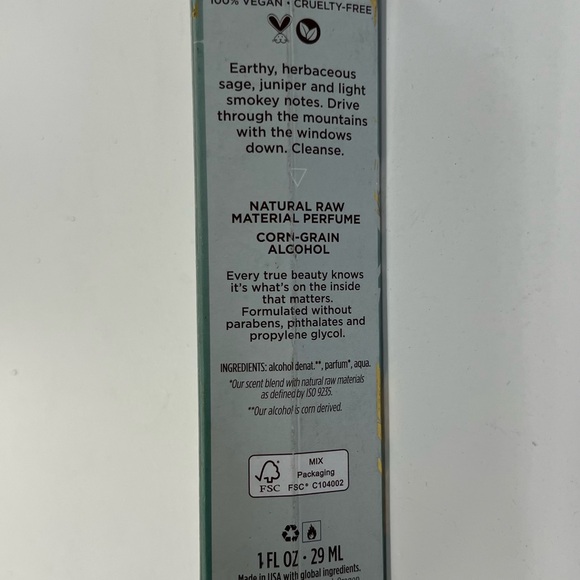 100% VEGAN • CRUELTY-FREE
Earthy, herbaceous
sage, juniper and light
smokey notes. Drive
through the mountains
with the windows
down. Cleanse.
NATURAL RAW
MATERIAL PERFUME
CORN-GRAIN
ALCOHOL
Every true beauty knows
it's what's on the inside
that matters.
Formulated without
parabens, phthalates and
propylene glycol.
INGREDIENTS: alcohol denat.**, parfum*, aqua.
*Our scent blend with natural raw materials
as defined by ISO 9235.
**Our alcohol is corn derived.
FSC
MIX
Packaging
FSC® C104002
1 FL OZ • 29 ML
Made in USA with global ingredients.
Oregon